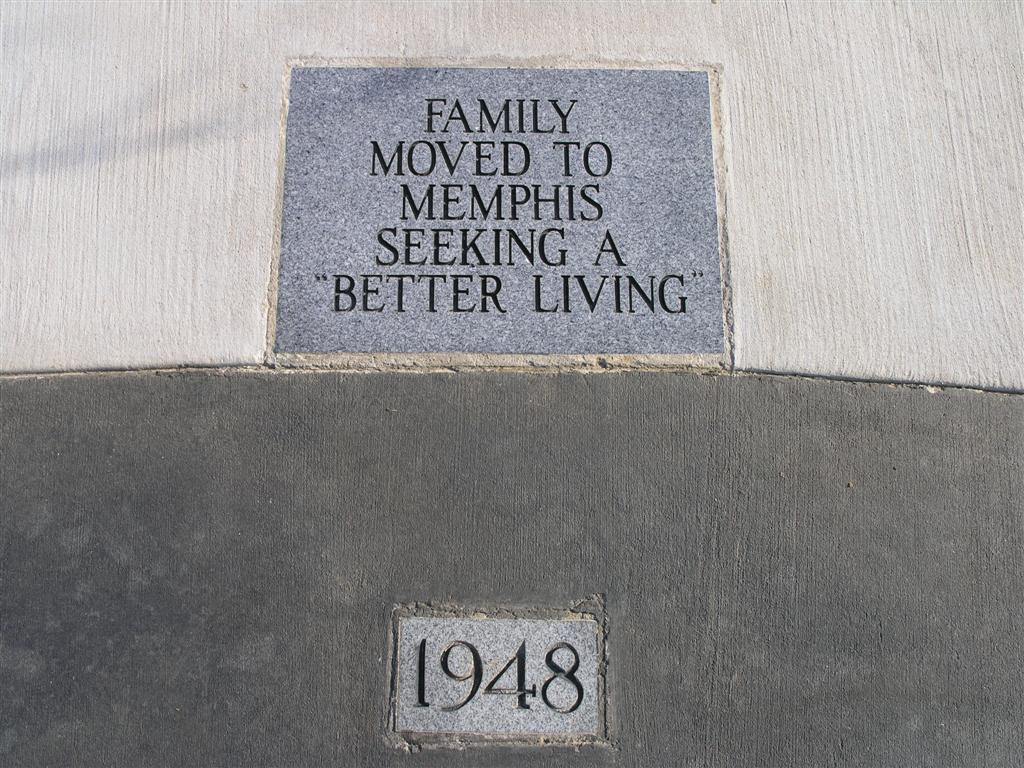 FAMILY
MOVED TO
MEMPHIS
SEEKING A
"BETTER LIVING"
1948